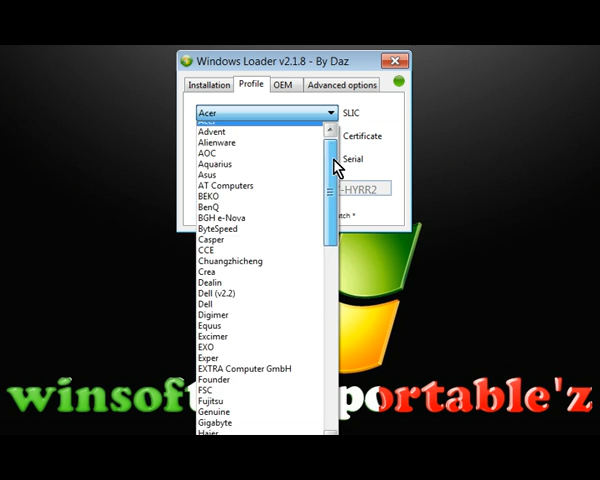 Windows Loader v2.1.8 - By Daz
Installation Profile OEM Advanced options
Acer SLIC
Acer
Advent
Alienware
AOC
Aquarius
Asus
AT Computers
BEKO
BenQ
BGH e-Nova
ByteSpeed
Casper
CCE
Chuangzhicheng
Crea
Dealin
Dell (v2.2)
Dell
Digimer
Equus
Excimer
EXO
Exper
EXTRA Computer GmbH
Founder
FSC
Fujitsu
Genuine
Gigabyte
Haier
Certificate
Serial
-HYRR2
winsoft portable'z